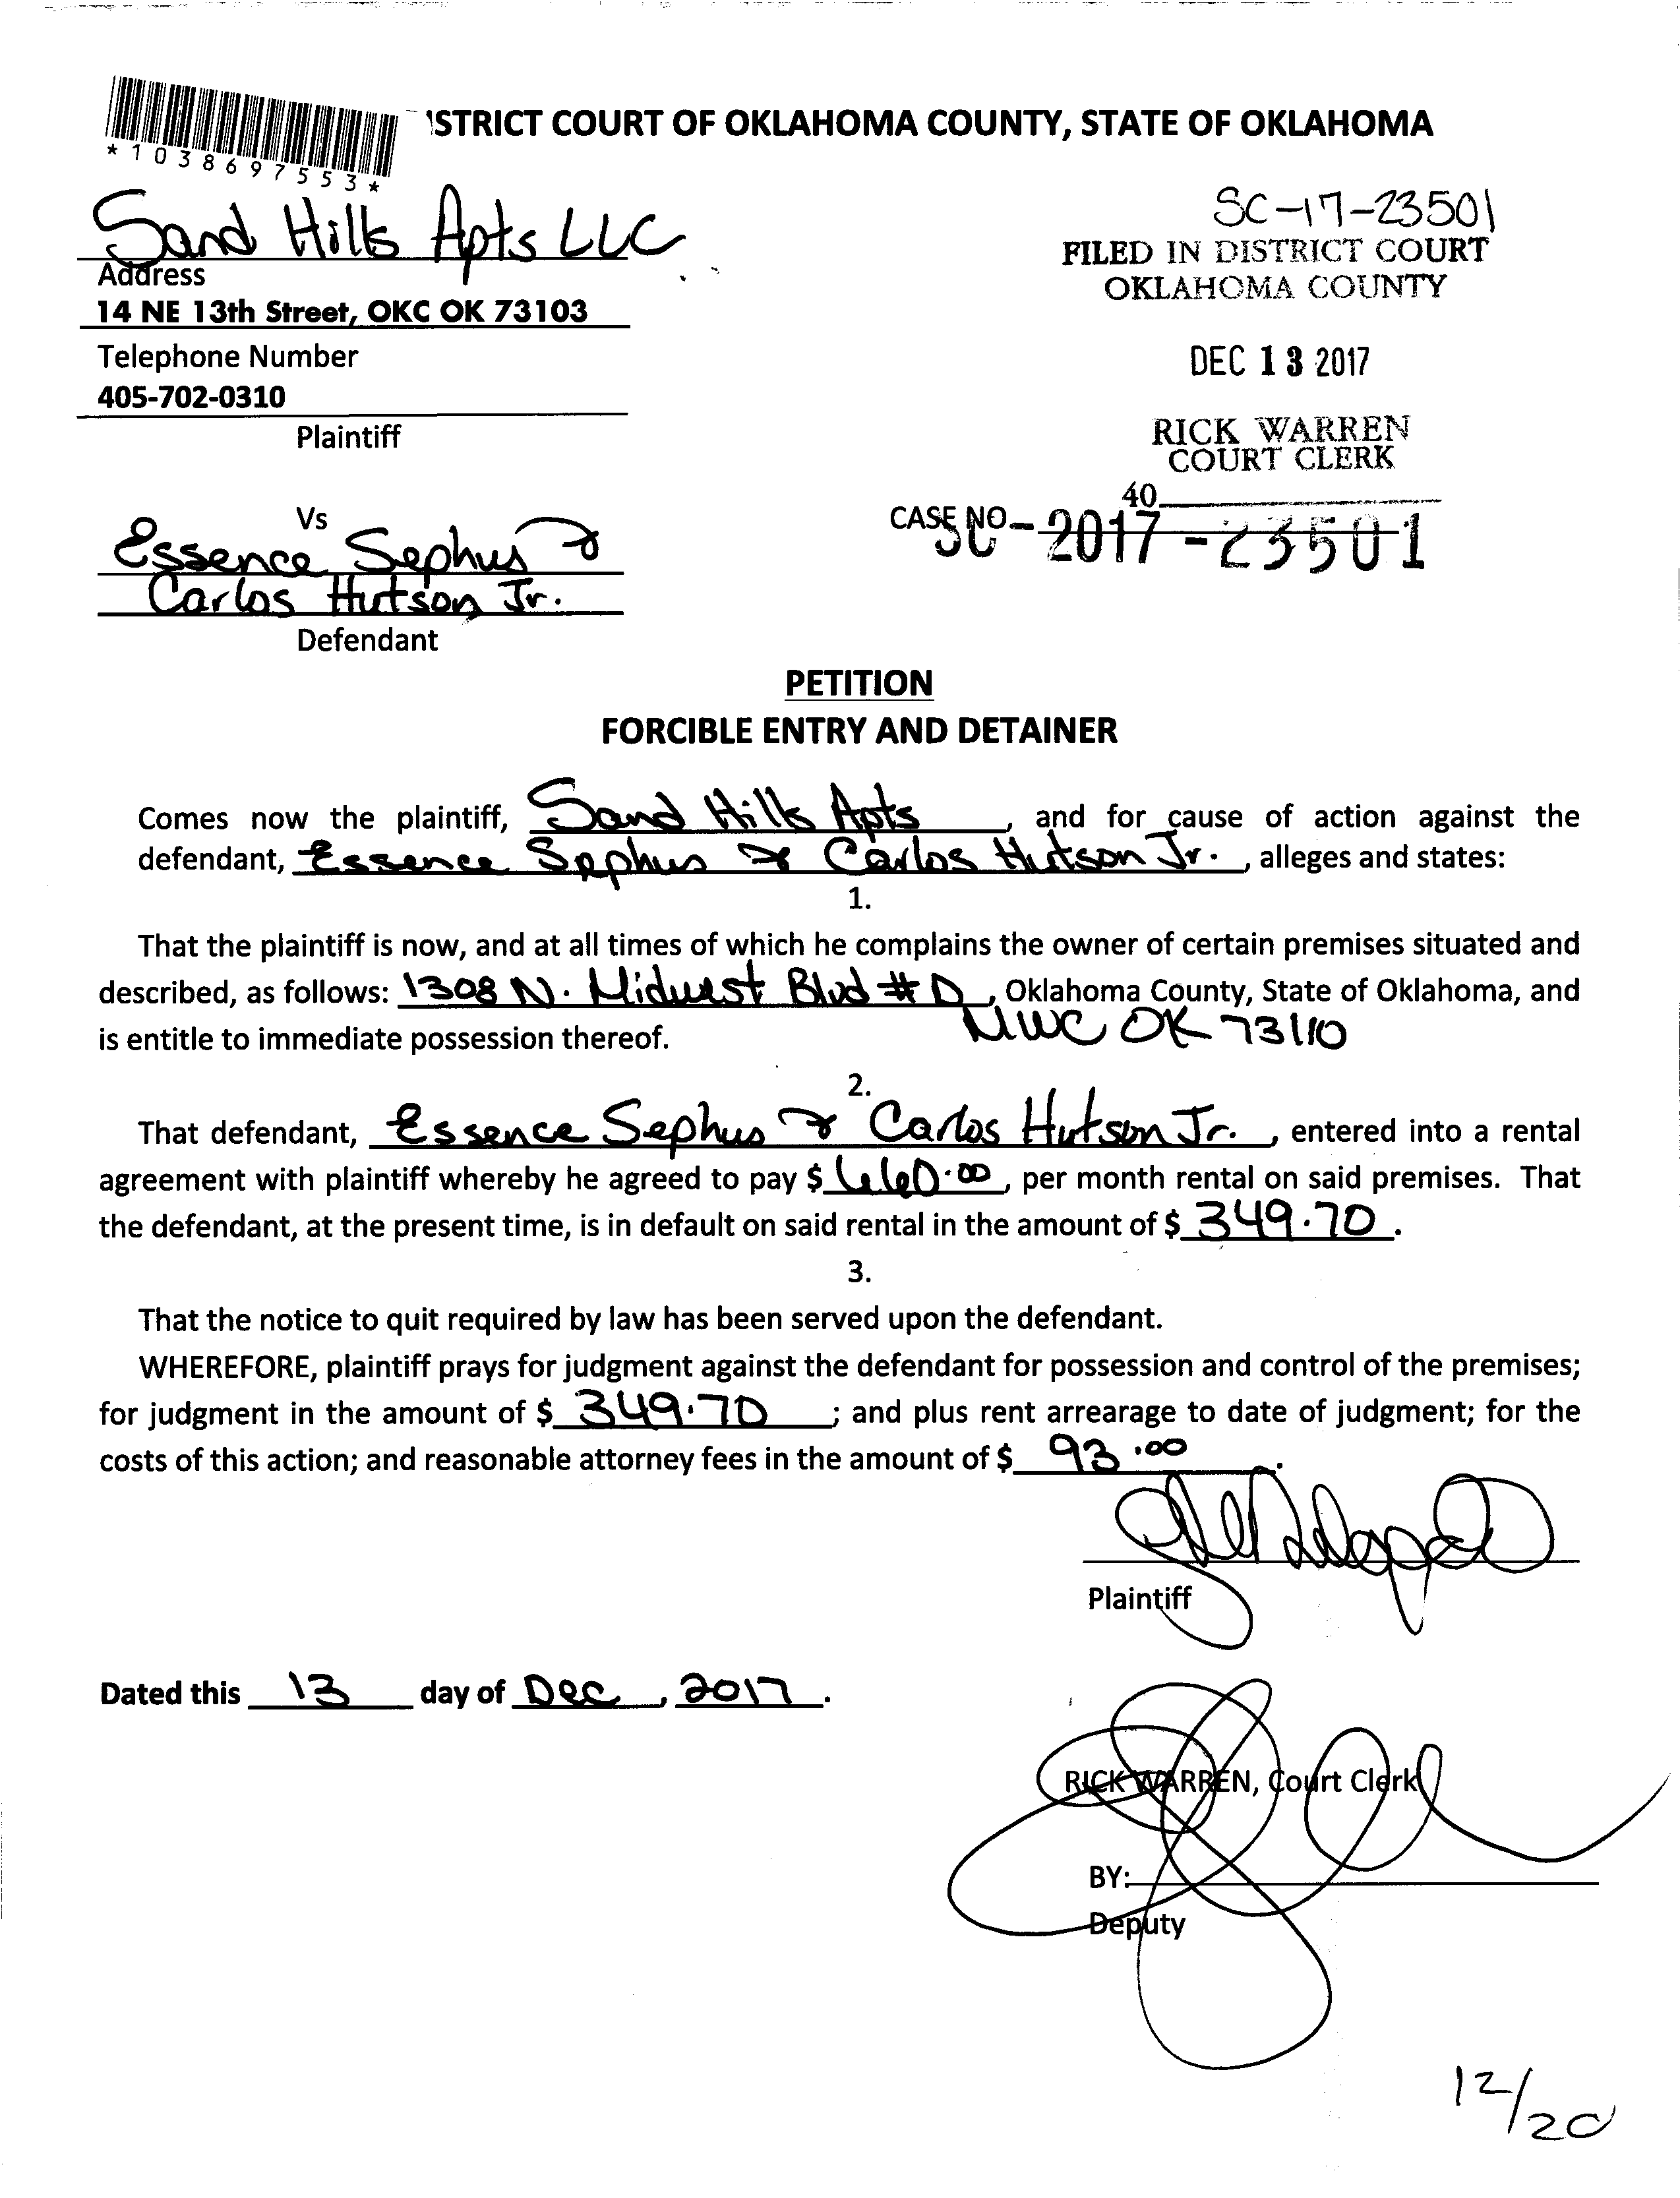 *1038697553*
ISTRICT COURT OF OKLAHOMA COUNTY, STATE OF OKLAHOMA
Sand Hills Apts LLC
Address
14 NE 13th Street, OKC OK 73103
Telephone Number
405-702-0310
Plaintiff
SC-17-23501
FILED IN DISTRICT COURT
OKLAHOMA COUNTY
DEC 13 2017
RICK WARREN
COURT CLERK
40
CASE NO. SC - 2017 - 23501
Vs
Essence Sephus &
Carlos Hutson Jr.
Defendant
PETITION
FORCIBLE ENTRY AND DETAINER
Comes now the plaintiff, Sand Hills Apts, and for cause of action against the
defendant, Essence Sephus & Carlos Hutson Jr., alleges and states:
1.
That the plaintiff is now, and at all times of which he complains the owner of certain premises situated and
described, as follows: 1308 N. Midwest Blvd # D, Oklahoma County, State of Oklahoma, and
is entitle to immediate possession thereof. MWC OK 73110
2.
That defendant, Essence Sephus & Carlos Hutson Jr., entered into a rental
agreement with plaintiff whereby he agreed to pay $ 660.00, per month rental on said premises. That
the defendant, at the present time, is in default on said rental in the amount of $ 349.70.
3.
That the notice to quit required by law has been served upon the defendant.
WHEREFORE, plaintiff prays for judgment against the defendant for possession and control of the premises;
for judgment in the amount of $ 349.70; and plus rent arrearage to date of judgment; for the
costs of this action; and reasonable attorney fees in the amount of $ 93.00.
Plaintiff
Dated this 13 day of Dec, 2017.
RICK WARREN, Court Clerk
BY:
Deputy
12/20